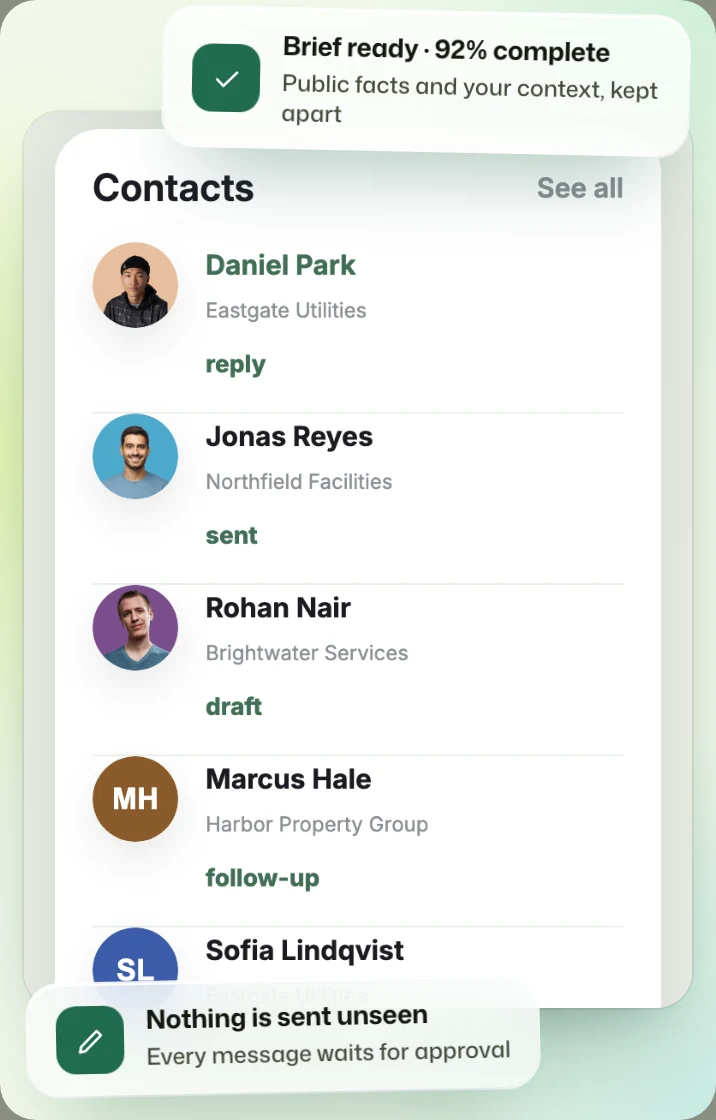 Brief ready · 92% complete
Public facts and your context, kept
apart
Contacts
See all
Daniel Park
Eastgate Utilities
reply
Jonas Reyes
Northfield Facilities
sent
Rohan Nair
Brightwater Services
draft
MH
Marcus Hale
Harbor Property Group
follow-up
SL
Sofia Lindqvist
Eastgate Utilities
Nothing is sent unseen
Every message waits for approval